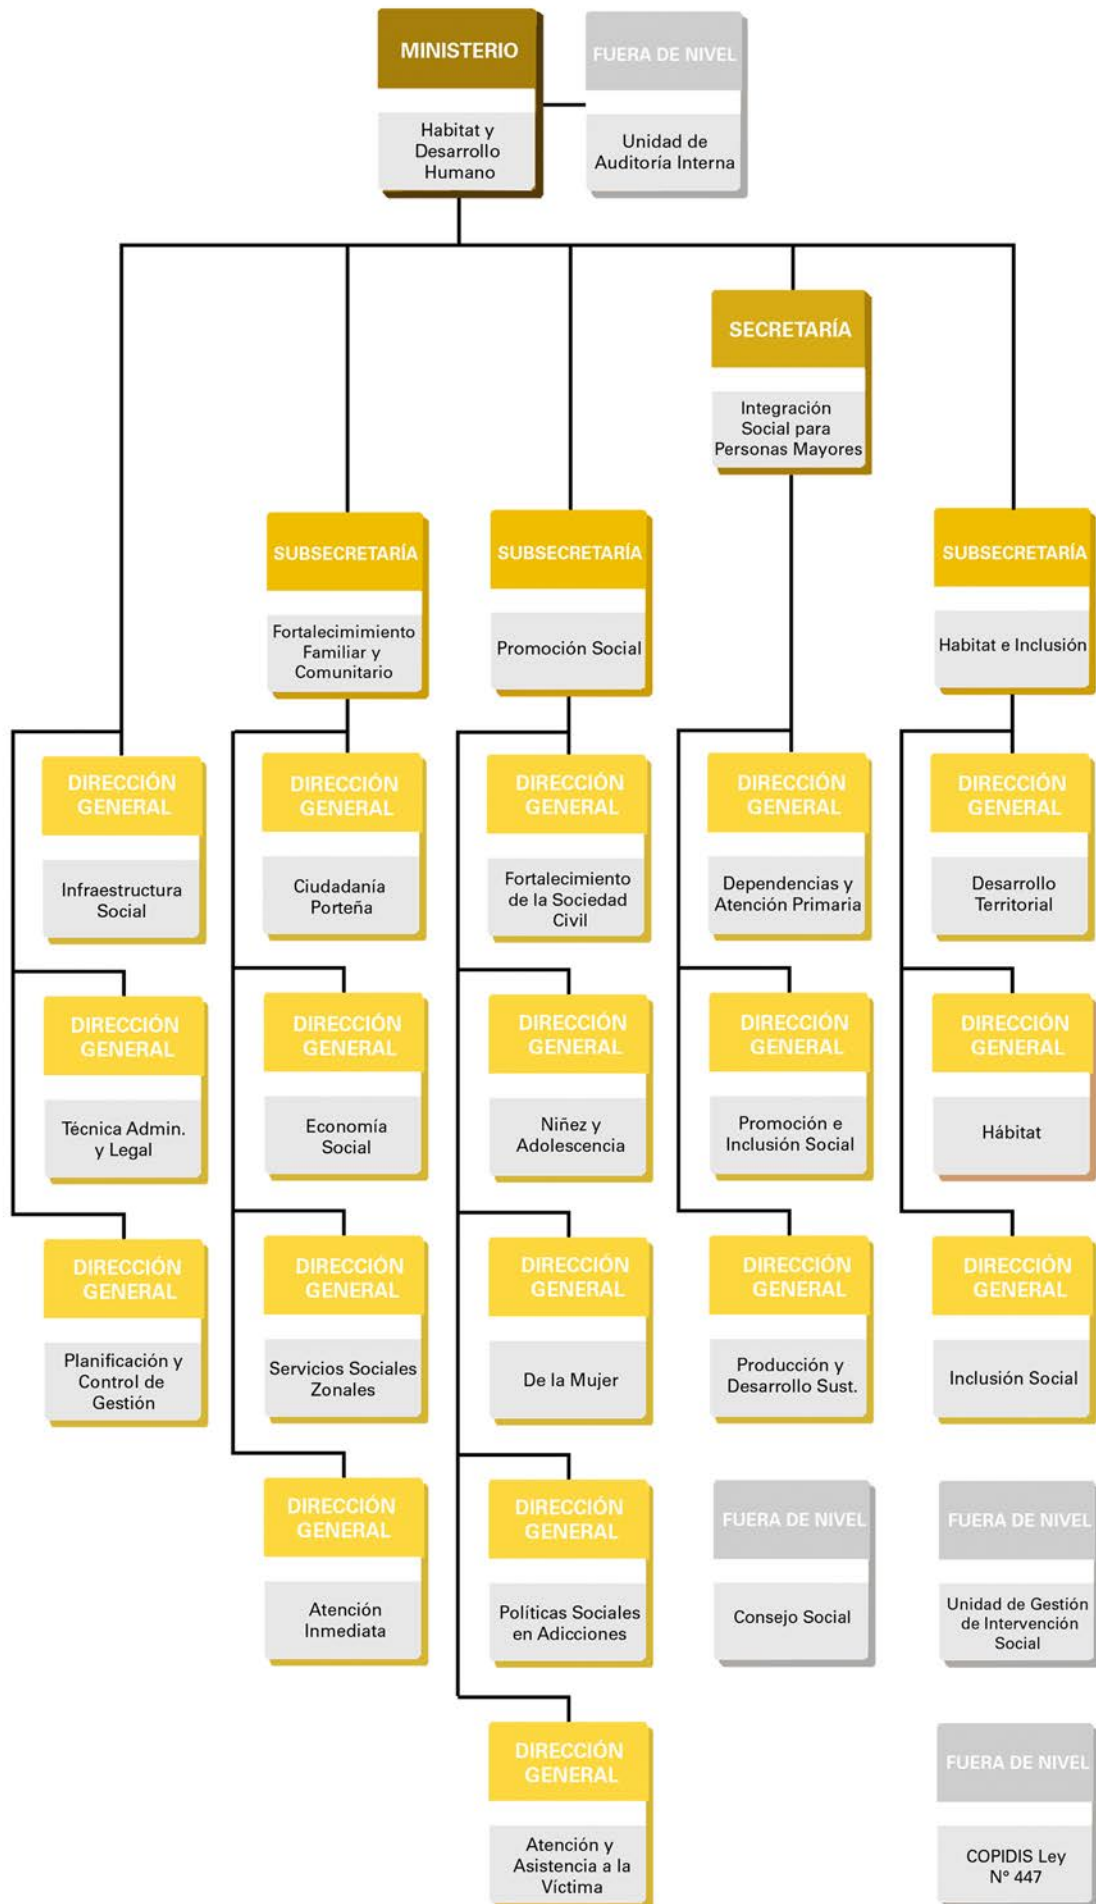 MINISTERIO
Habitat y
Desarrollo
Humano
FUERA DE NIVEL
Unidad de
Auditoría Interna
SECRETARÍA
Integración
Social para
Personas Mayores
SUBSECRETARÍA
Fortalecimimiento
Familiar y
Comunitario
SUBSECRETARÍA
Promoción Social
SUBSECRETARÍA
Habitat e Inclusión
DIRECCIÓN
GENERAL
Infraestructura
Social
DIRECCIÓN
GENERAL
Ciudadanía
Porteña
DIRECCIÓN
GENERAL
Fortalecimiento
de la Sociedad
Civil
DIRECCIÓN
GENERAL
Dependencias y
Atención Primaria
DIRECCIÓN
GENERAL
Desarrollo
Territorial
DIRECCIÓN
GENERAL
Técnica Admin.
y Legal
DIRECCIÓN
GENERAL
Economía
Social
DIRECCIÓN
GENERAL
Niñez y
Adolescencia
DIRECCIÓN
GENERAL
Promoción e
Inclusión Social
DIRECCIÓN
GENERAL
Hábitat
DIRECCIÓN
GENERAL
Planificación y
Control de
Gestión
DIRECCIÓN
GENERAL
Servicios Sociales
Zonales
DIRECCIÓN
GENERAL
De la Mujer
DIRECCIÓN
GENERAL
Producción y
Desarrollo Sust.
DIRECCIÓN
GENERAL
Inclusión Social
DIRECCIÓN
GENERAL
Atención
Inmediata
DIRECCIÓN
GENERAL
Políticas Sociales
en Adicciones
FUERA DE NIVEL
Consejo Social
FUERA DE NIVEL
Unidad de Gestión
de Intervención
Social
DIRECCIÓN
GENERAL
Atención y
Asistencia a la
Víctima
FUERA DE NIVEL
COPIDIS Ley
N° 447